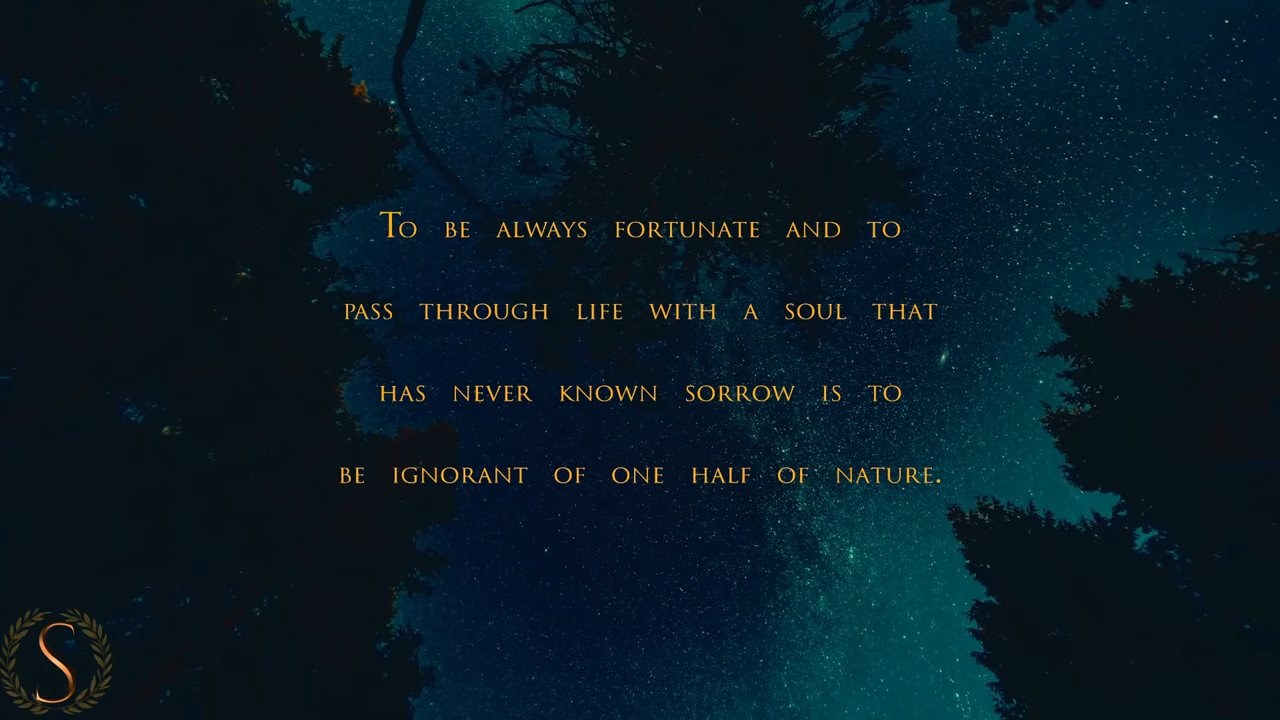 To be always fortunate and to
pass through life with a soul that
has never known sorrow is to
be ignorant of one half of nature.
S